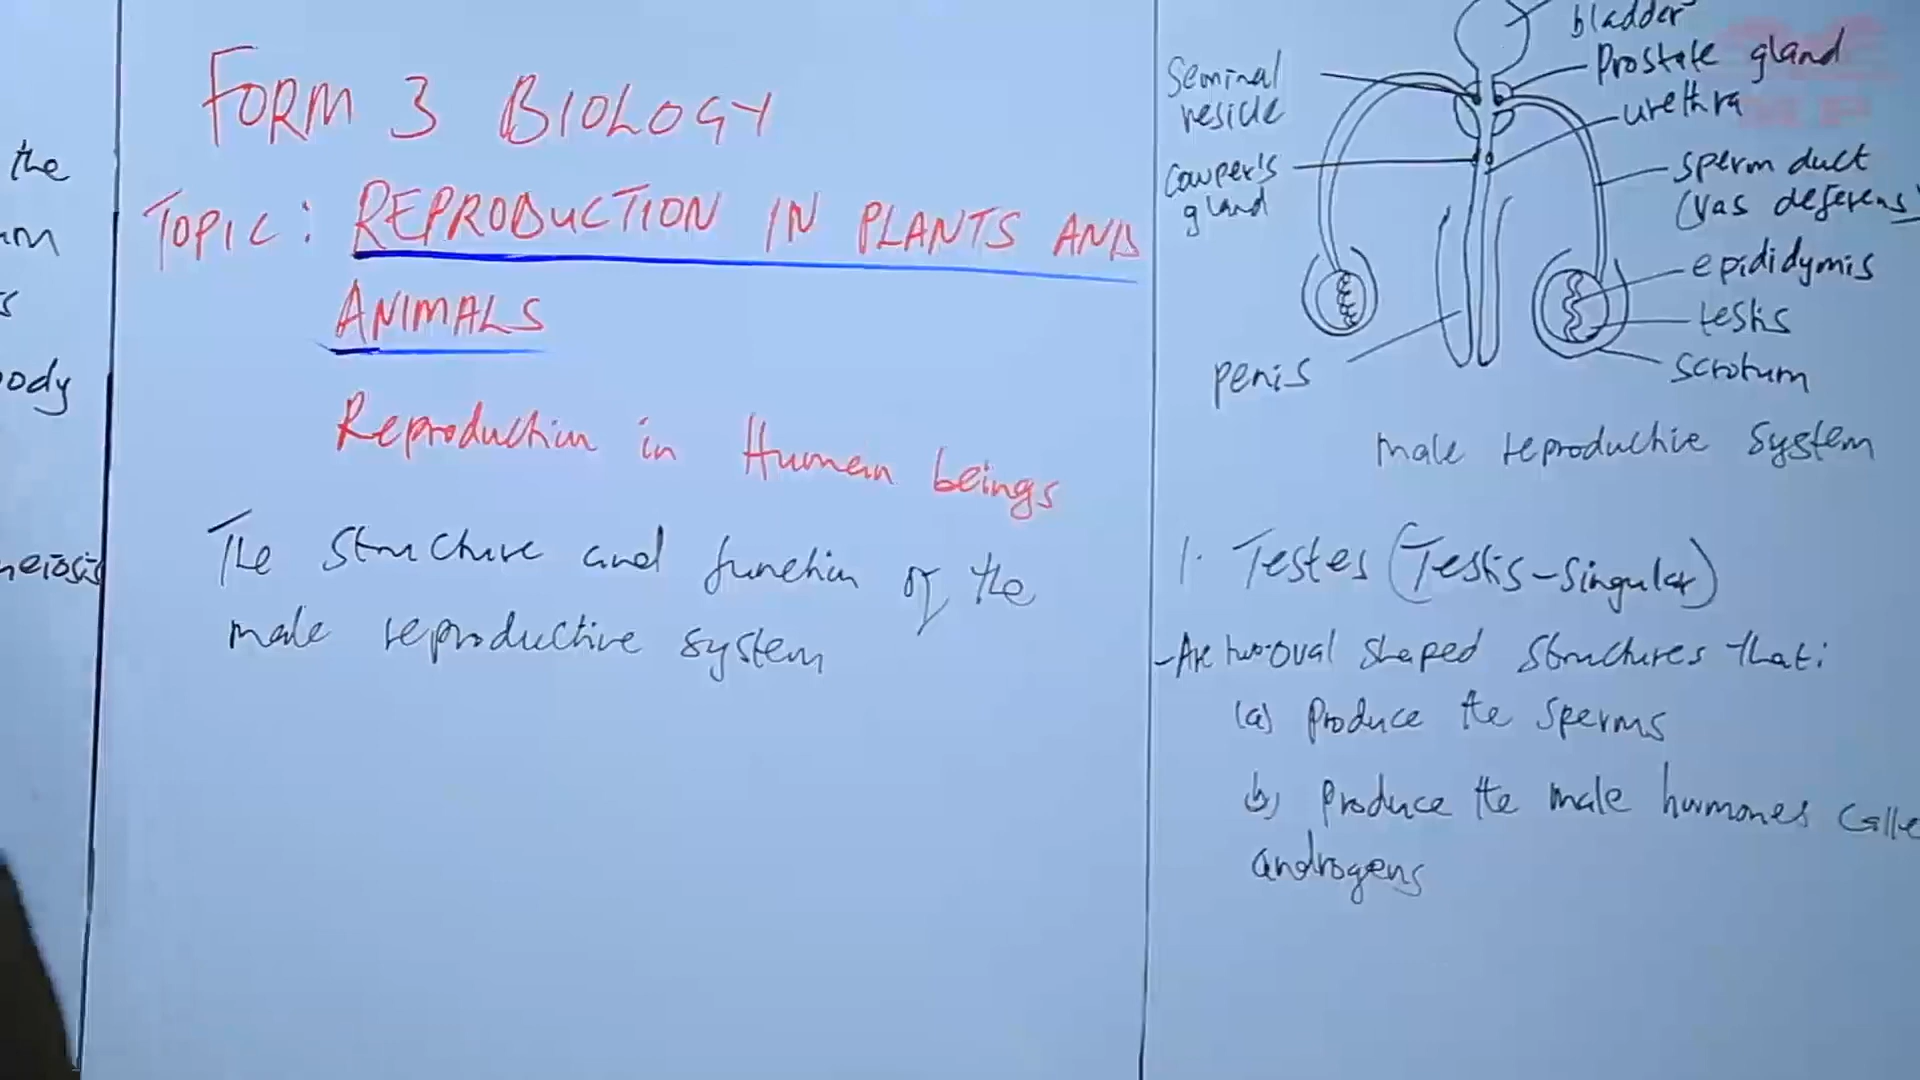 the
ody
meiosis
FORM 3 BIOLOGY
TOPIC: REPRODUCTION IN PLANTS AND
ANIMALS
Reproduction in Human beings
The structure and function of the
male reproductive system
bladder
Prostate gland
urethra
Seminal
vesicle
Cowper's
gland
sperm duct
(vas deferens)
epididymis
testis
scrotum
penis
male reproductive system
1. Testes (Testis-Singular)
- Are two oval shaped structures that:
(a) Produce the sperms
b) Produce the male hormones calle
androgens